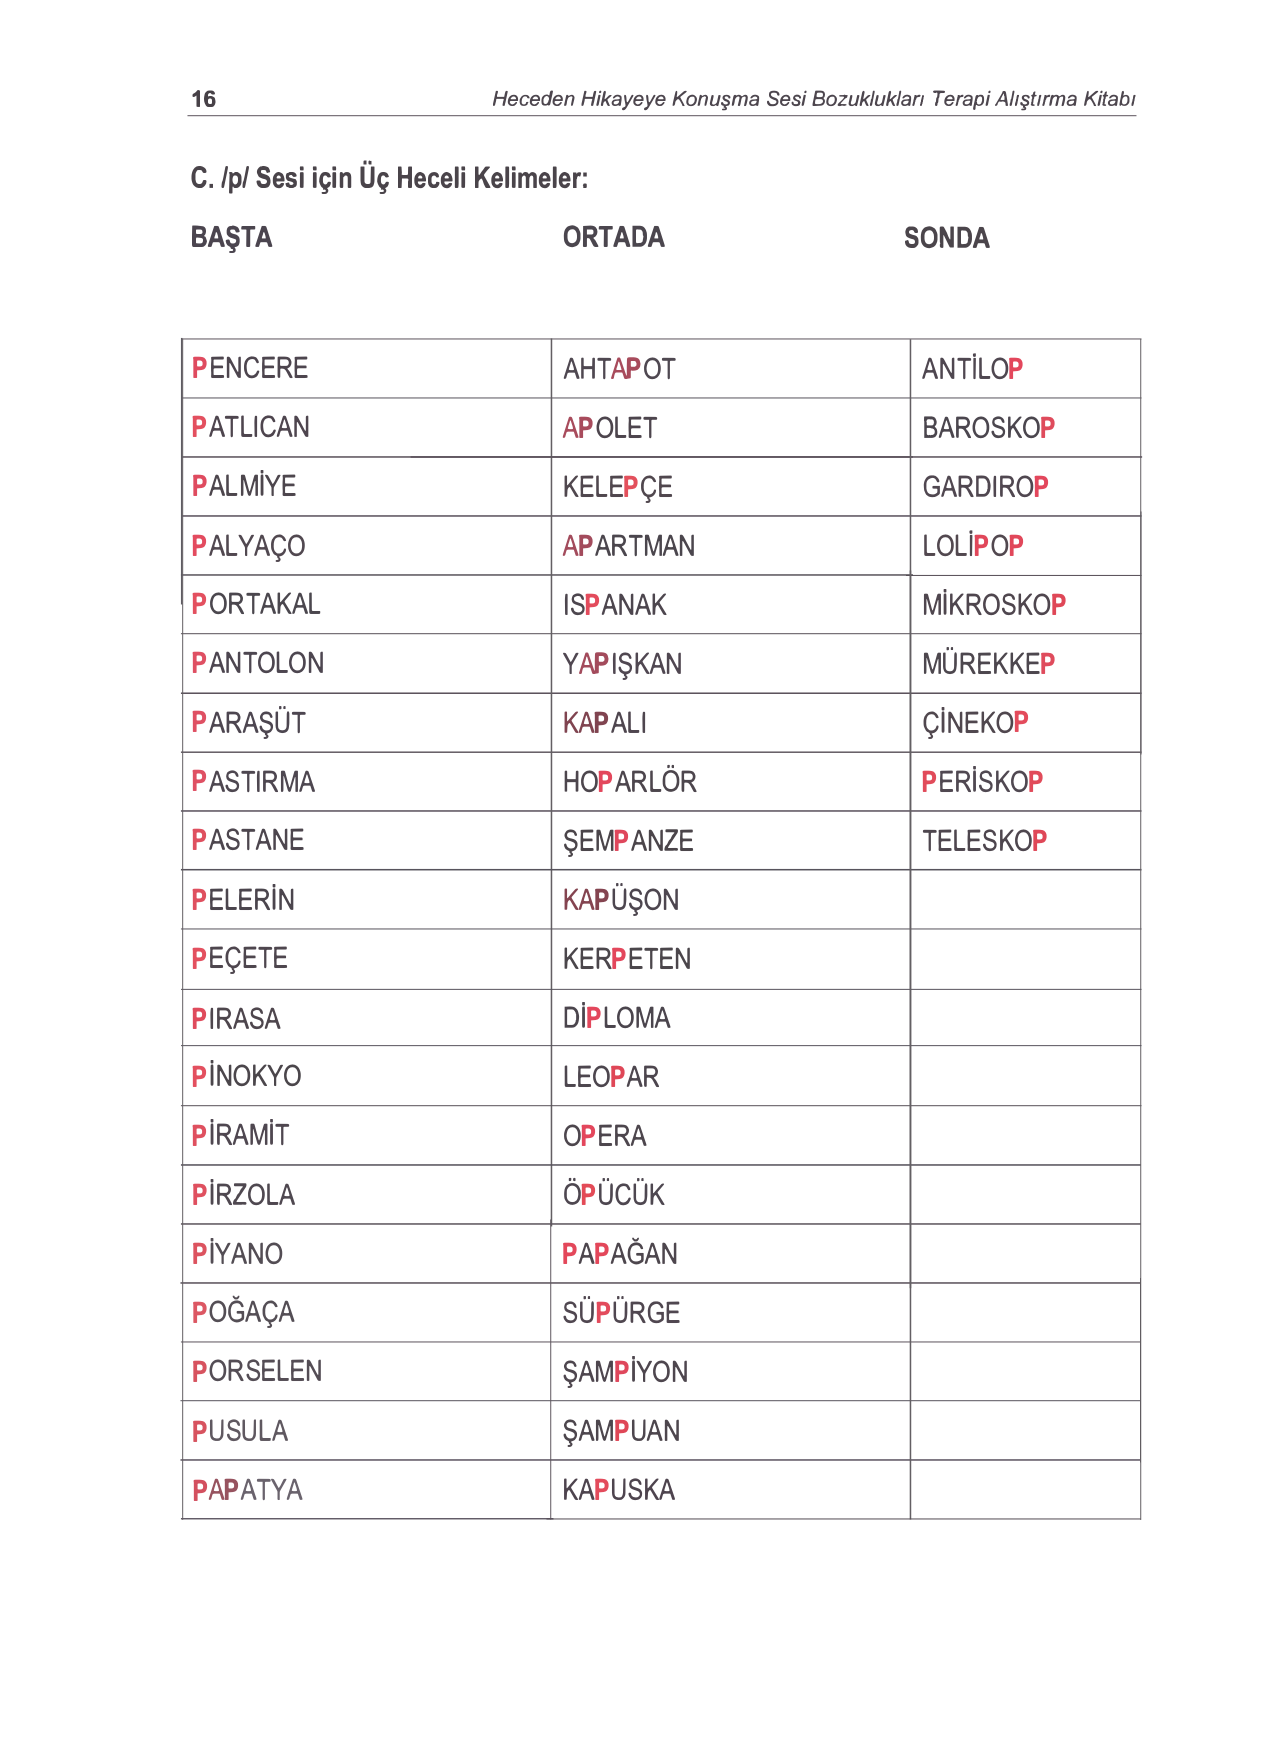 16 Heceden Hikayeye Konuşma Sesi Bozuklukları Terapi Alıştırma Kitabı
C. /p/ Sesi için Üç Heceli Kelimeler:
BAŞTA ORTADA SONDA
PENCERE AHTAPOT ANTİLOP
PATLICAN APOLET BAROSKOP
PALMİYE KELEPÇE GARDIROP
PALYAÇO APARTMAN LOLİPOP
PORTAKAL ISPANAK MİKROSKOP
PANTOLON YAPIŞKAN MÜREKKEP
PARAŞÜT KAPALI ÇİNEKOP
PASTIRMA HOPARLÖR PERİSKOP
PASTANE ŞEMPANZE TELESKOP
PELERİN KAPÜŞON
PEÇETE KERPETEN
PIRASA DİPLOMA
PİNOKYO LEOPAR
PİRAMİT OPERA
PİRZOLA ÖPÜCÜK
PİYANO PAPAĞAN
POĞAÇA SÜPÜRGE
PORSELEN ŞAMPİYON
PUSULA ŞAMPUAN
PAPATYA KAPUSKA